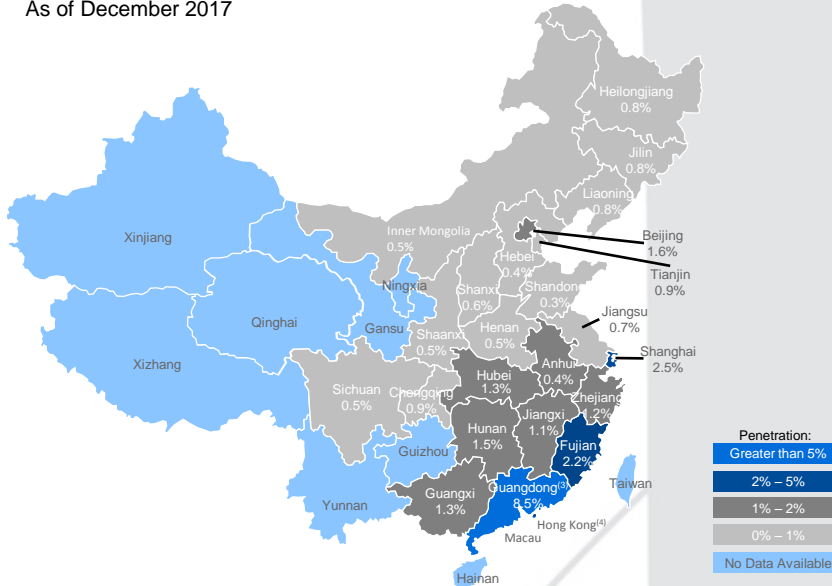 As of December 2017
Heilongjiang
0.8%
Jilin
0.8%
Liaoning
0.8%
Inner Mongolia
0.5%
Beijing
1.6%
Tianjin
0.9%
Hebei
0.4%
Xinjiang
Ningxia
Shanxi
0.6%
Shandong
0.3%
Jiangsu
0.7%
Qinghai
Gansu
Shaanxi
0.5%
Henan
0.5%
Shanghai
2.5%
Xizhang
Anhui
0.4%
Hubei
1.3%
Sichuan
0.5%
Chongqing
0.9%
Zhejiang
1.2%
Jiangxi
1.1%
Hunan
1.5%
Fujian
2.2%
Guizhou
Taiwan
Yunnan
Guangxi
1.3%
Guangdong(3)
8.5%
Hong Kong(4)
Macau
Hainan
Penetration:
Greater than 5%
2% – 5%
1% – 2%
0% – 1%
No Data Available